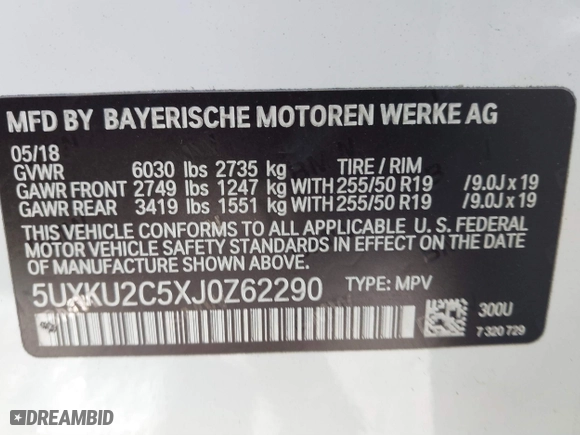 MFD BY BAYERISCHE MOTOREN WERKE AG
05/18
GVWR 6030 lbs 2735 kg TIRE / RIM
GAWR FRONT 2749 lbs 1247 kg WITH 255/50 R19 /9.0J x 19
GAWR REAR 3419 lbs 1551 kg WITH 255/50 R19 /9.0J x 19
THIS VEHICLE CONFORMS TO ALL APPLICABLE U. S. FEDERAL
MOTOR VEHICLE SAFETY STANDARDS IN EFFECT ON THE DATE
OF MANUFACTURE SHOWN ABOVE.
5UXKU2C5XJ0Z62290 TYPE: MPV
300U
7 320 729
DREAMBID